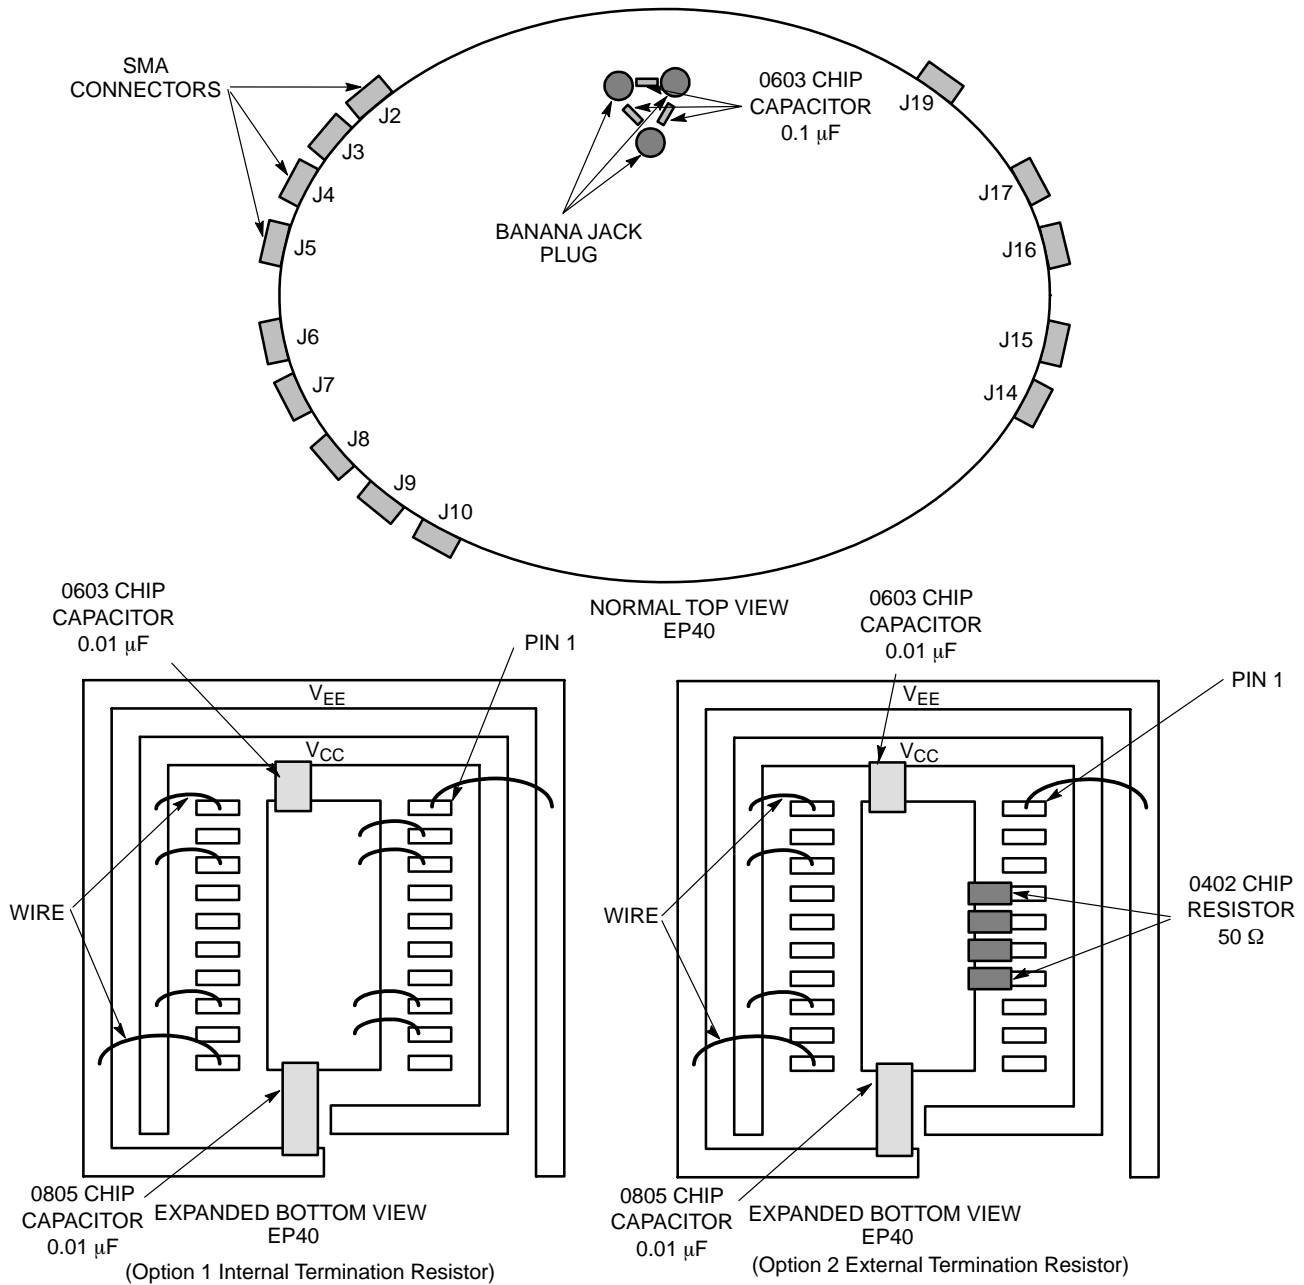 SMA
CONNECTORS
J2
J3
J4
J5
J6
J7
J8
J9
J10
0603 CHIP
CAPACITOR
0.1 μF
BANANA JACK
PLUG
J19
J17
J16
J15
J14
NORMAL TOP VIEW
EP40
0603 CHIP
CAPACITOR
0.01 μF
PIN 1
VEE
VCC
WIRE
0805 CHIP
CAPACITOR
0.01 μF
EXPANDED BOTTOM VIEW
EP40
(Option 1 Internal Termination Resistor)
0603 CHIP
CAPACITOR
0.01 μF
PIN 1
VEE
VCC
WIRE
0402 CHIP
RESISTOR
50 Ω
0805 CHIP
CAPACITOR
0.01 μF
EXPANDED BOTTOM VIEW
EP40
(Option 2 External Termination Resistor)